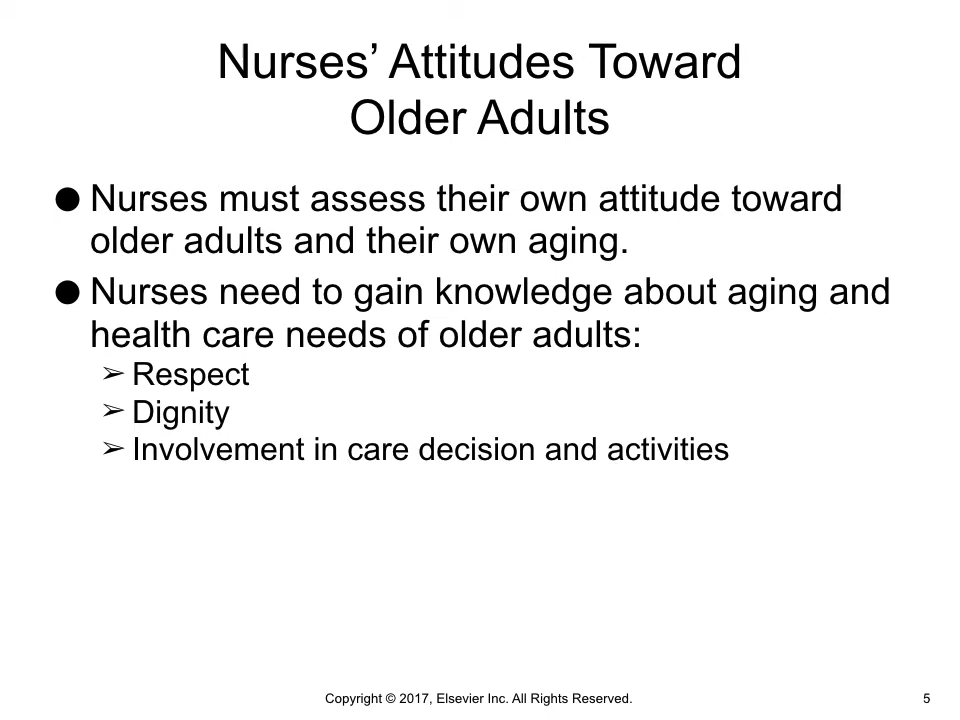 Nurses’ Attitudes Toward
Older Adults
● Nurses must assess their own attitude toward
older adults and their own aging.
● Nurses need to gain knowledge about aging and
health care needs of older adults:
➢ Respect
➢ Dignity
➢ Involvement in care decision and activities
Copyright © 2017, Elsevier Inc. All Rights Reserved.
5